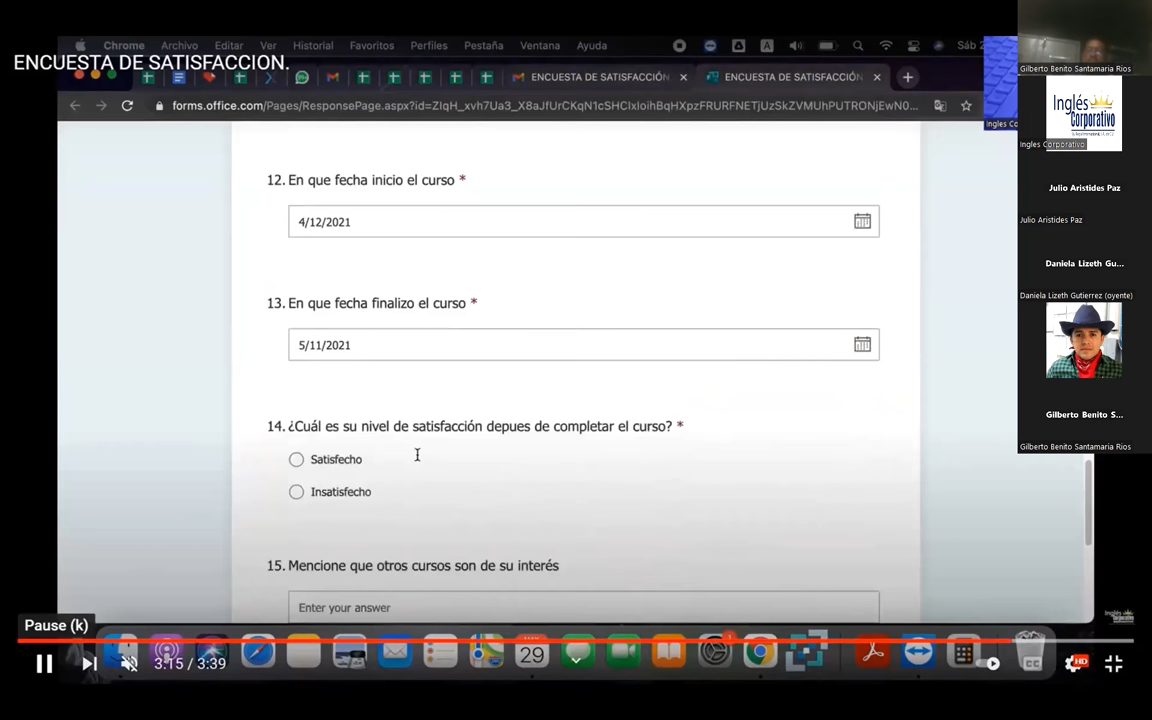 Chrome Archivo Editar Ver Historial Favoritos Perfiles Pestaña Ventana Ayuda
ENCUESTA DE SATISFACCION.
ENCUESTA DE SATISFACCIÓN
ENCUESTA DE SATISFACCIÓN
12. En que fecha inicio el curso *
4/12/2021
13. En que fecha finalizo el curso *
5/11/2021
14. ¿Cuál es su nivel de satisfacción depues de completar el curso? *
Satisfecho
Insatisfecho
15. Mencione que otros cursos son de su interés
Enter your answer
Pause (k)
29
3:15 / 3:39
HD
Gilberto Benito Santamaria Rios
Inglés
Corporativo
Ingles Corporativo
Julio Aristides Paz
Julio Aristides Paz
Daniela Lizeth Gu...
Daniela Lizeth Gutierrez (oyente)
Gilberto Benito S...
Gilberto Benito Santamaria Rios